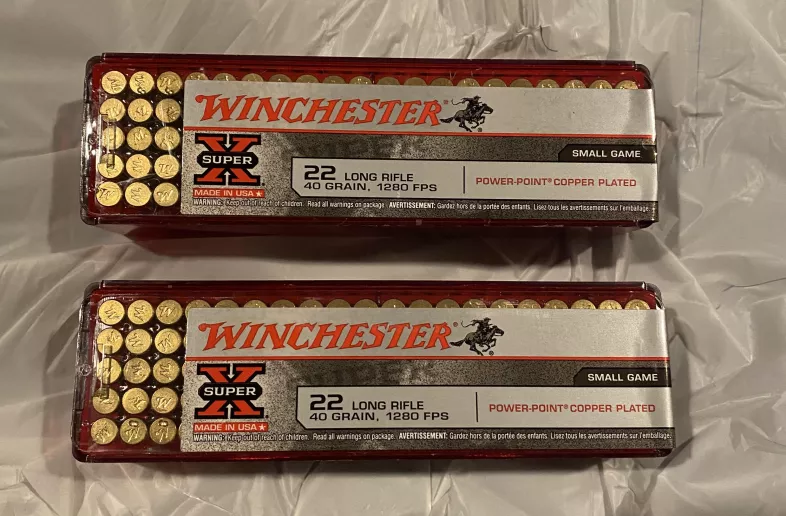 WINCHESTER®
SUPER X
MADE IN USA★
SMALL GAME
22 LONG RIFLE
40 GRAIN, 1280 FPS
POWER-POINT® COPPER PLATED
WARNING: Keep out of reach of children. Read all warnings on package. AVERTISSEMENT: Gardez hors de la portée des enfants. Lisez tous les avertissements sur l'emballage.
WINCHESTER®
SUPER X
MADE IN USA★
SMALL GAME
22 LONG RIFLE
40 GRAIN, 1280 FPS
POWER-POINT® COPPER PLATED
WARNING: Keep out of reach of children. Read all warnings on package. AVERTISSEMENT: Gardez hors de la portée des enfants. Lisez tous les avertissements sur l'emballage.